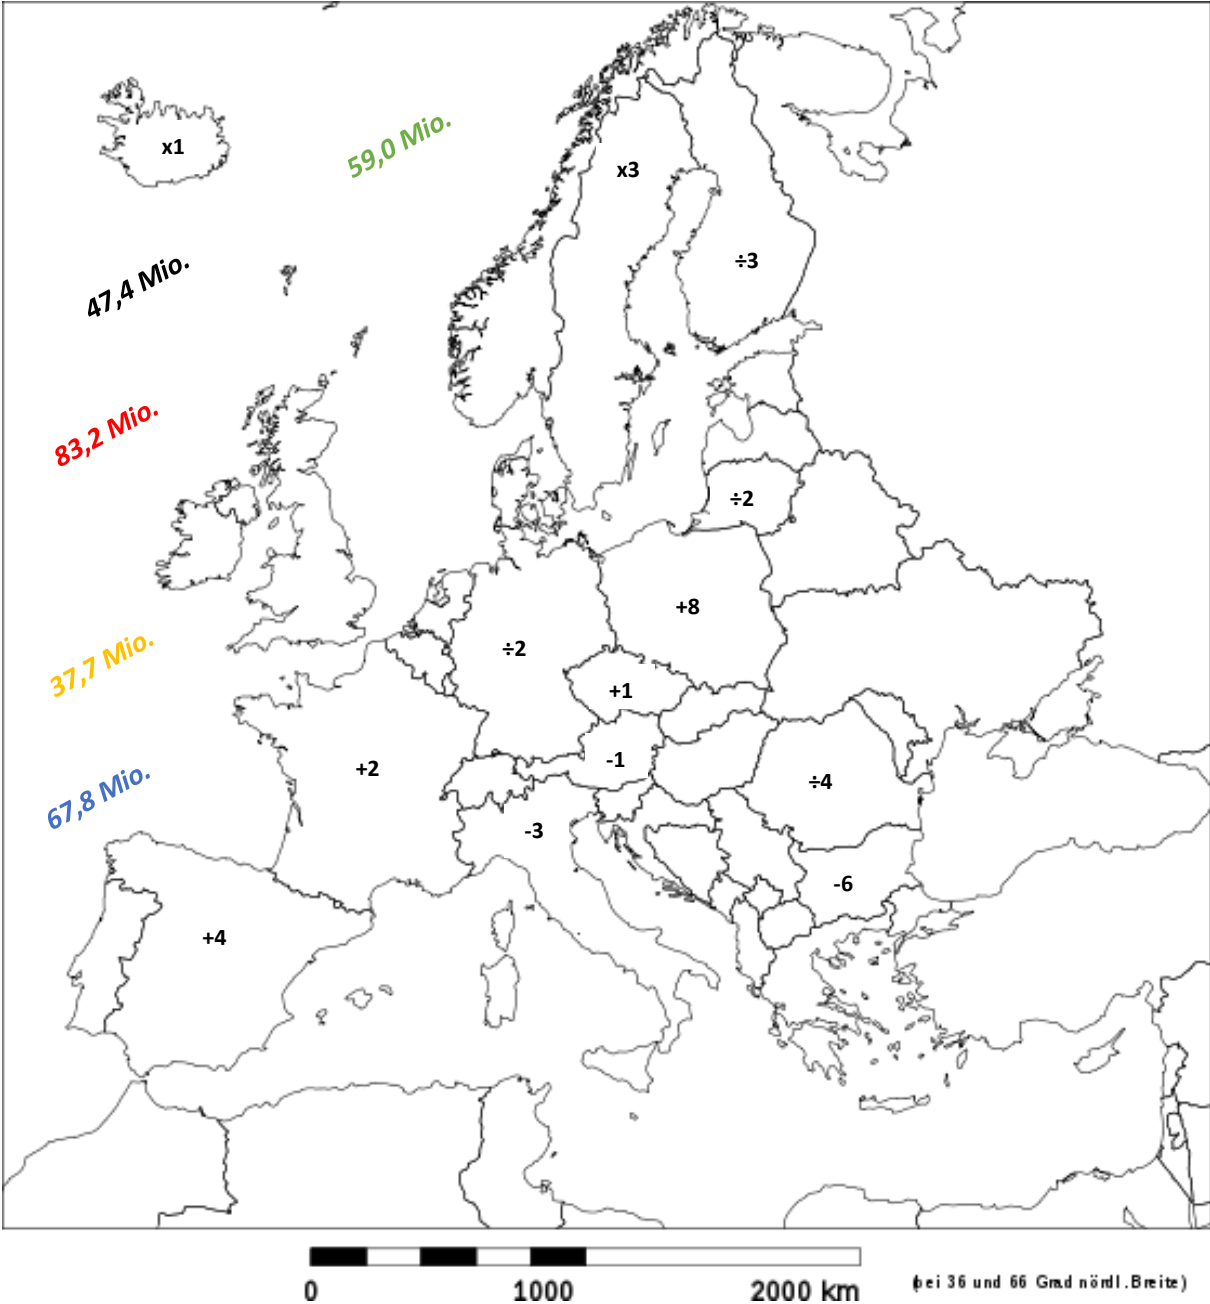 59,0 Mio.
x1
x3
÷3
47,4 Mio.
83,2 Mio.
÷2
+8
÷2
37,7 Mio.
+1
-1
+2
÷4
67,8 Mio.
-3
-6
+4
0 1000 2000 km
(bei 36 und 66 Grad nördl. Breite)